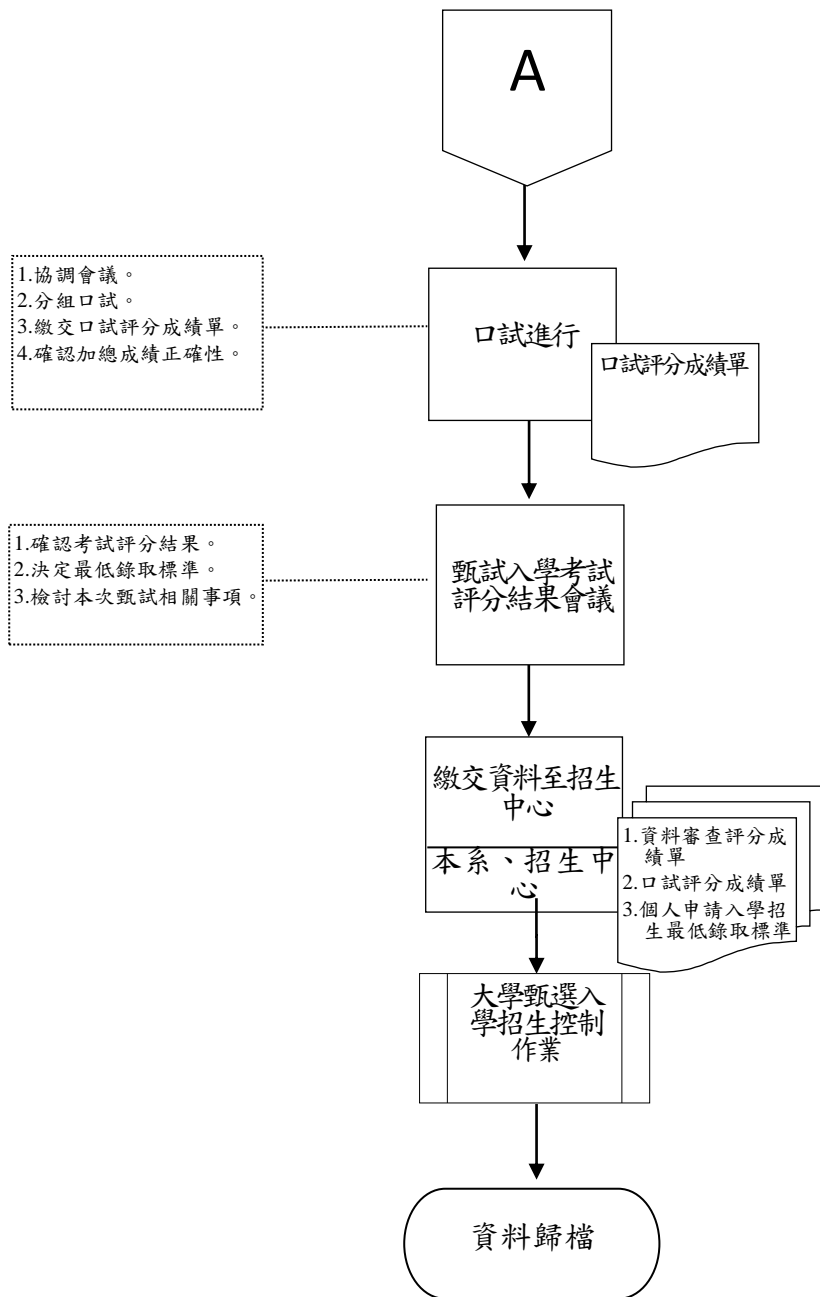 A
1.協調會議。
2.分組口試。
3.繳交口試評分成績單。
4.確認加總成績正確性。
口試進行
口試評分成績單
1.確認考試評分結果。
2.決定最低錄取標準。
3.檢討本次甄試相關事項。
甄試入學考試
評分結果會議
繳交資料至招生
中心
本系、招生中
心
1.資料審查評分成
績單
2.口試評分成績單
3.個人申請入學招
生最低錄取標準
大學甄選入
學招生控制
作業
資料歸檔